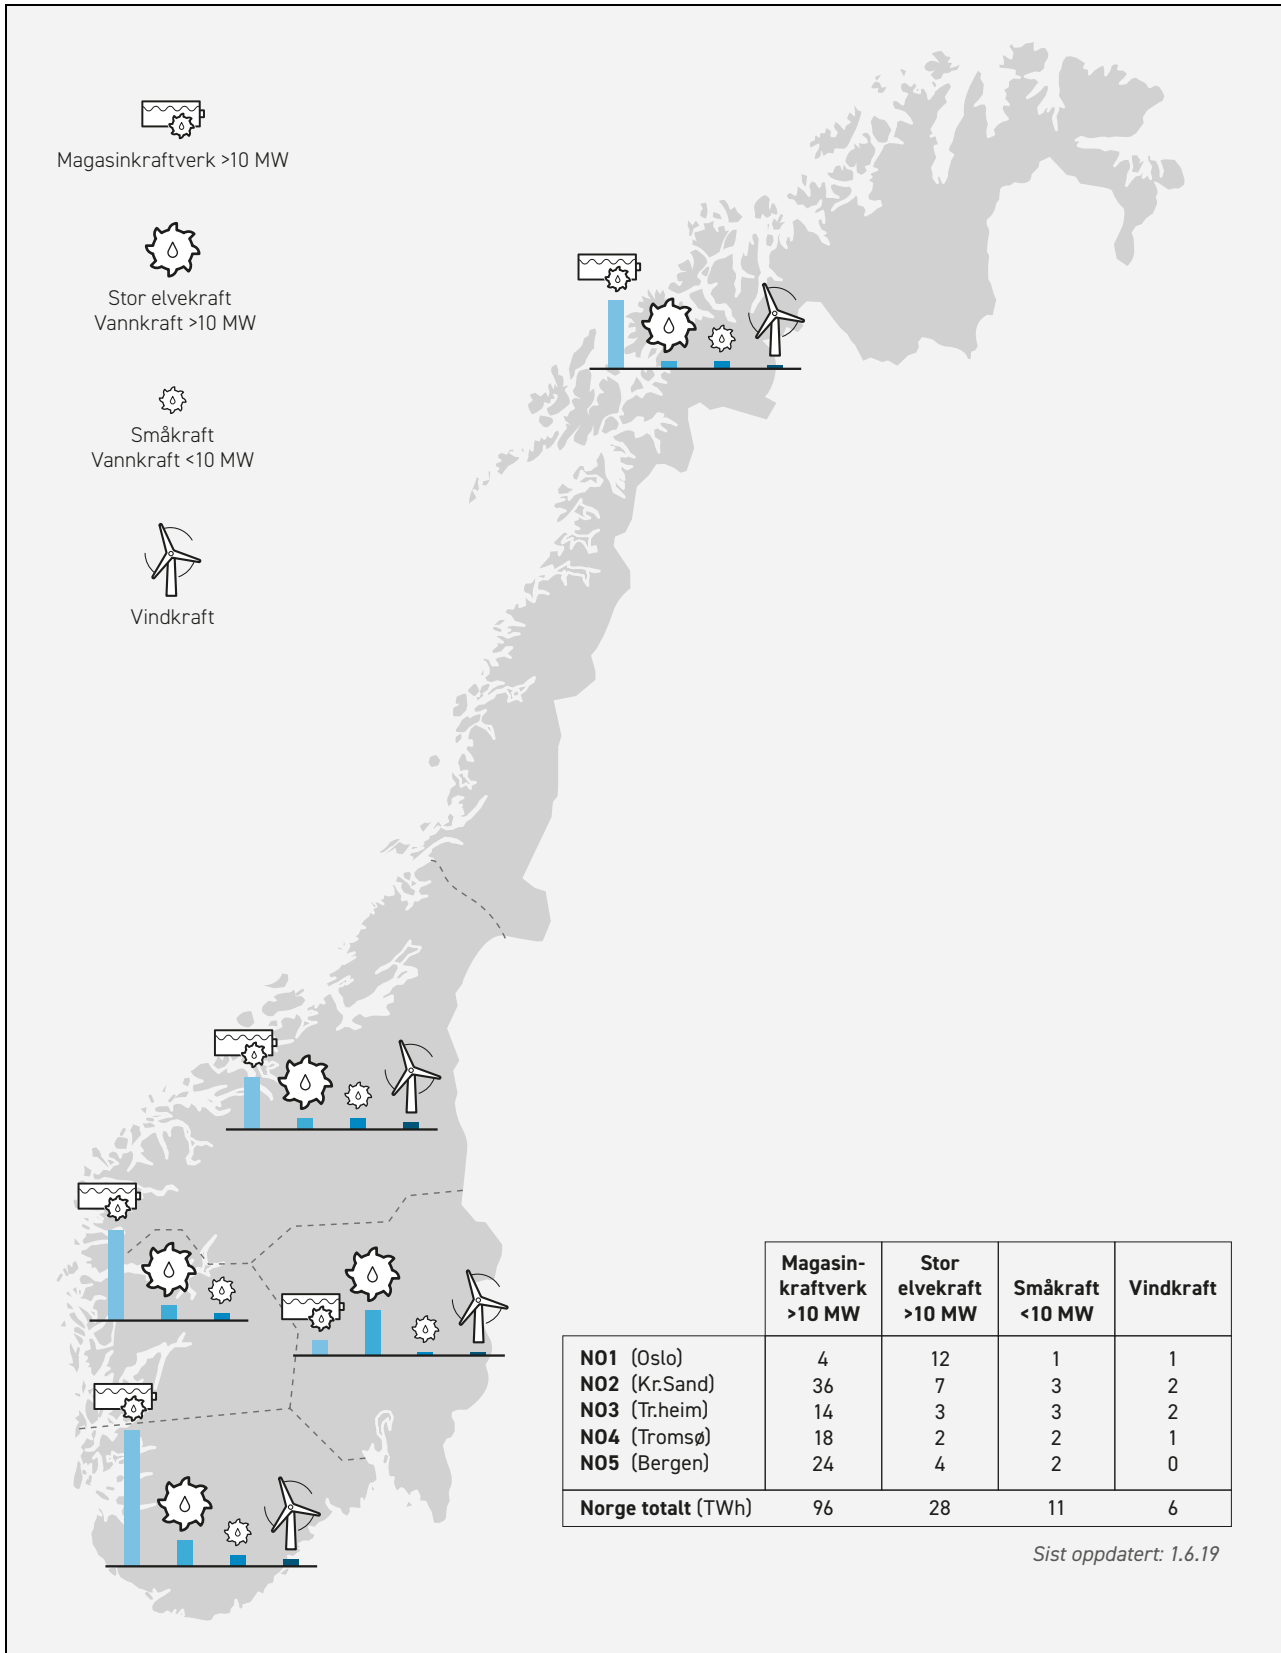 Magasinkraftverk >10 MW
Stor elvekraft
Vannkraft >10 MW
Småkraft
Vannkraft <10 MW
Vindkraft
Magasin-
kraftverk
>10 MW
Stor
elvekraft
>10 MW
Småkraft
<10 MW
Vindkraft
NO1 (Oslo) 4 12 1 1
NO2 (Kr.Sand) 36 7 3 2
NO3 (Tr.heim) 14 3 3 2
NO4 (Tromsø) 18 2 2 1
NO5 (Bergen) 24 4 2 0
Norge totalt (TWh) 96 28 11 6
Sist oppdatert: 1.6.19